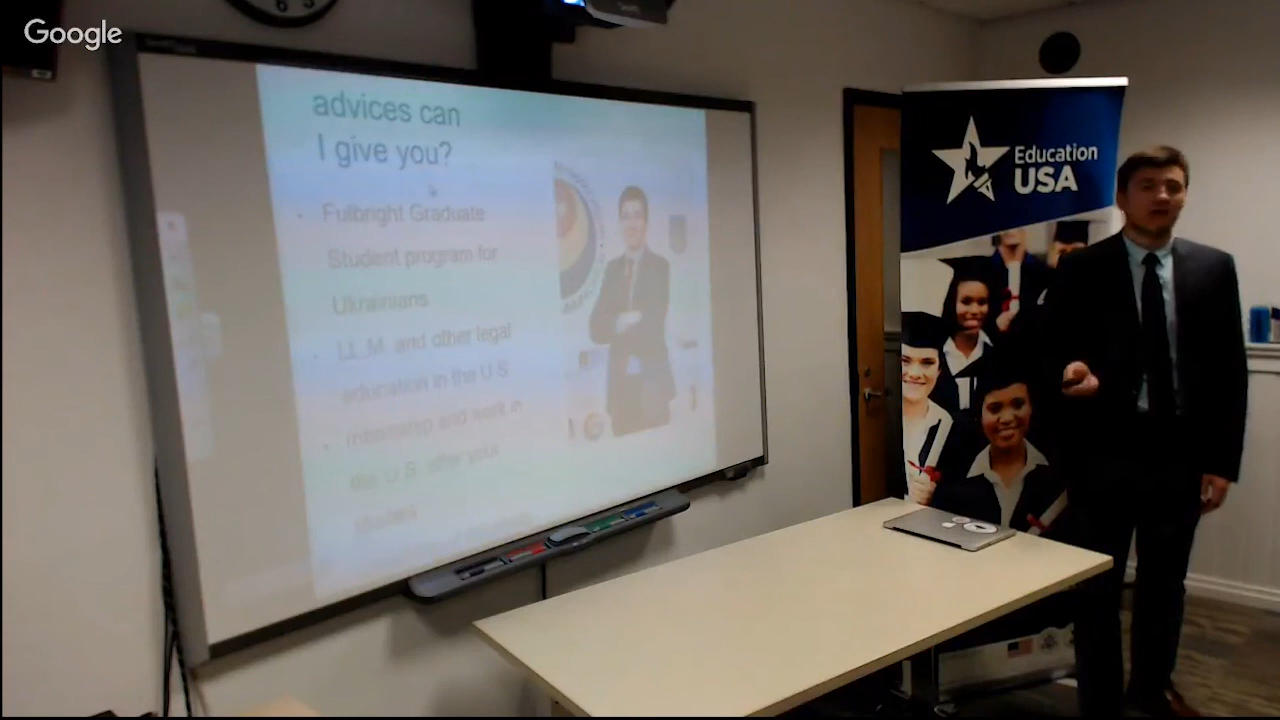 Google
advices can
I give you?
Fulbright Graduate
Student program for
Ukrainians
LL.M. and other legal
education in the U.S
Internship and work in
the U.S. after your
studies
Education
USA